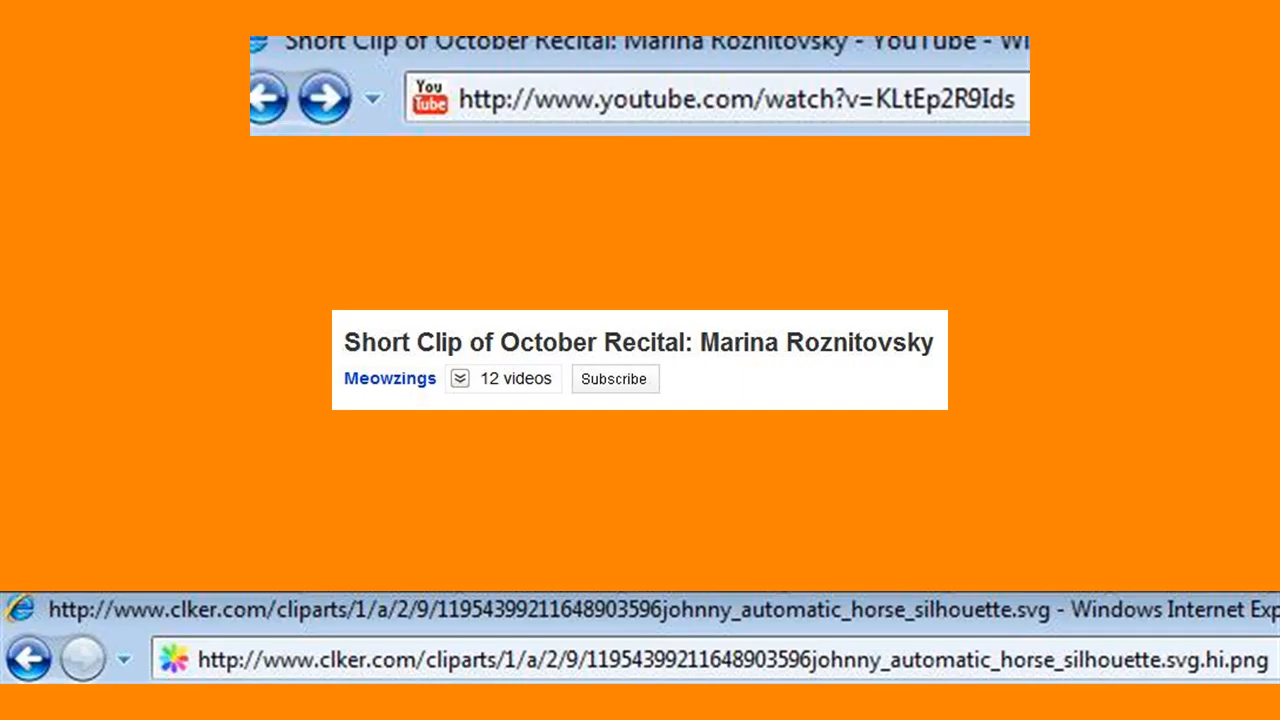 Short Clip of October Recital: Marina Roznitovsky - YouTube - Wi
You
Tube http://www.youtube.com/watch?v=KLtEp2R9Ids
Short Clip of October Recital: Marina Roznitovsky
Meowzings 12 videos Subscribe
http://www.clker.com/cliparts/1/a/2/9/11954399211648903596johnny_automatic_horse_silhouette.svg - Windows Internet Exp
http://www.clker.com/cliparts/1/a/2/9/11954399211648903596johnny_automatic_horse_silhouette.svg.hi.png